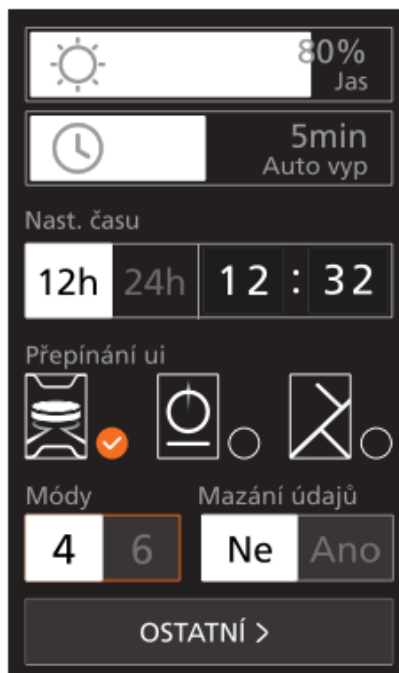 80%
Jas
5min
Auto vyp
Nast. času
12h 24h 12 : 32
Přepínání ui
Módy Mazání údajů
4 6 Ne Ano
OSTATNÍ >